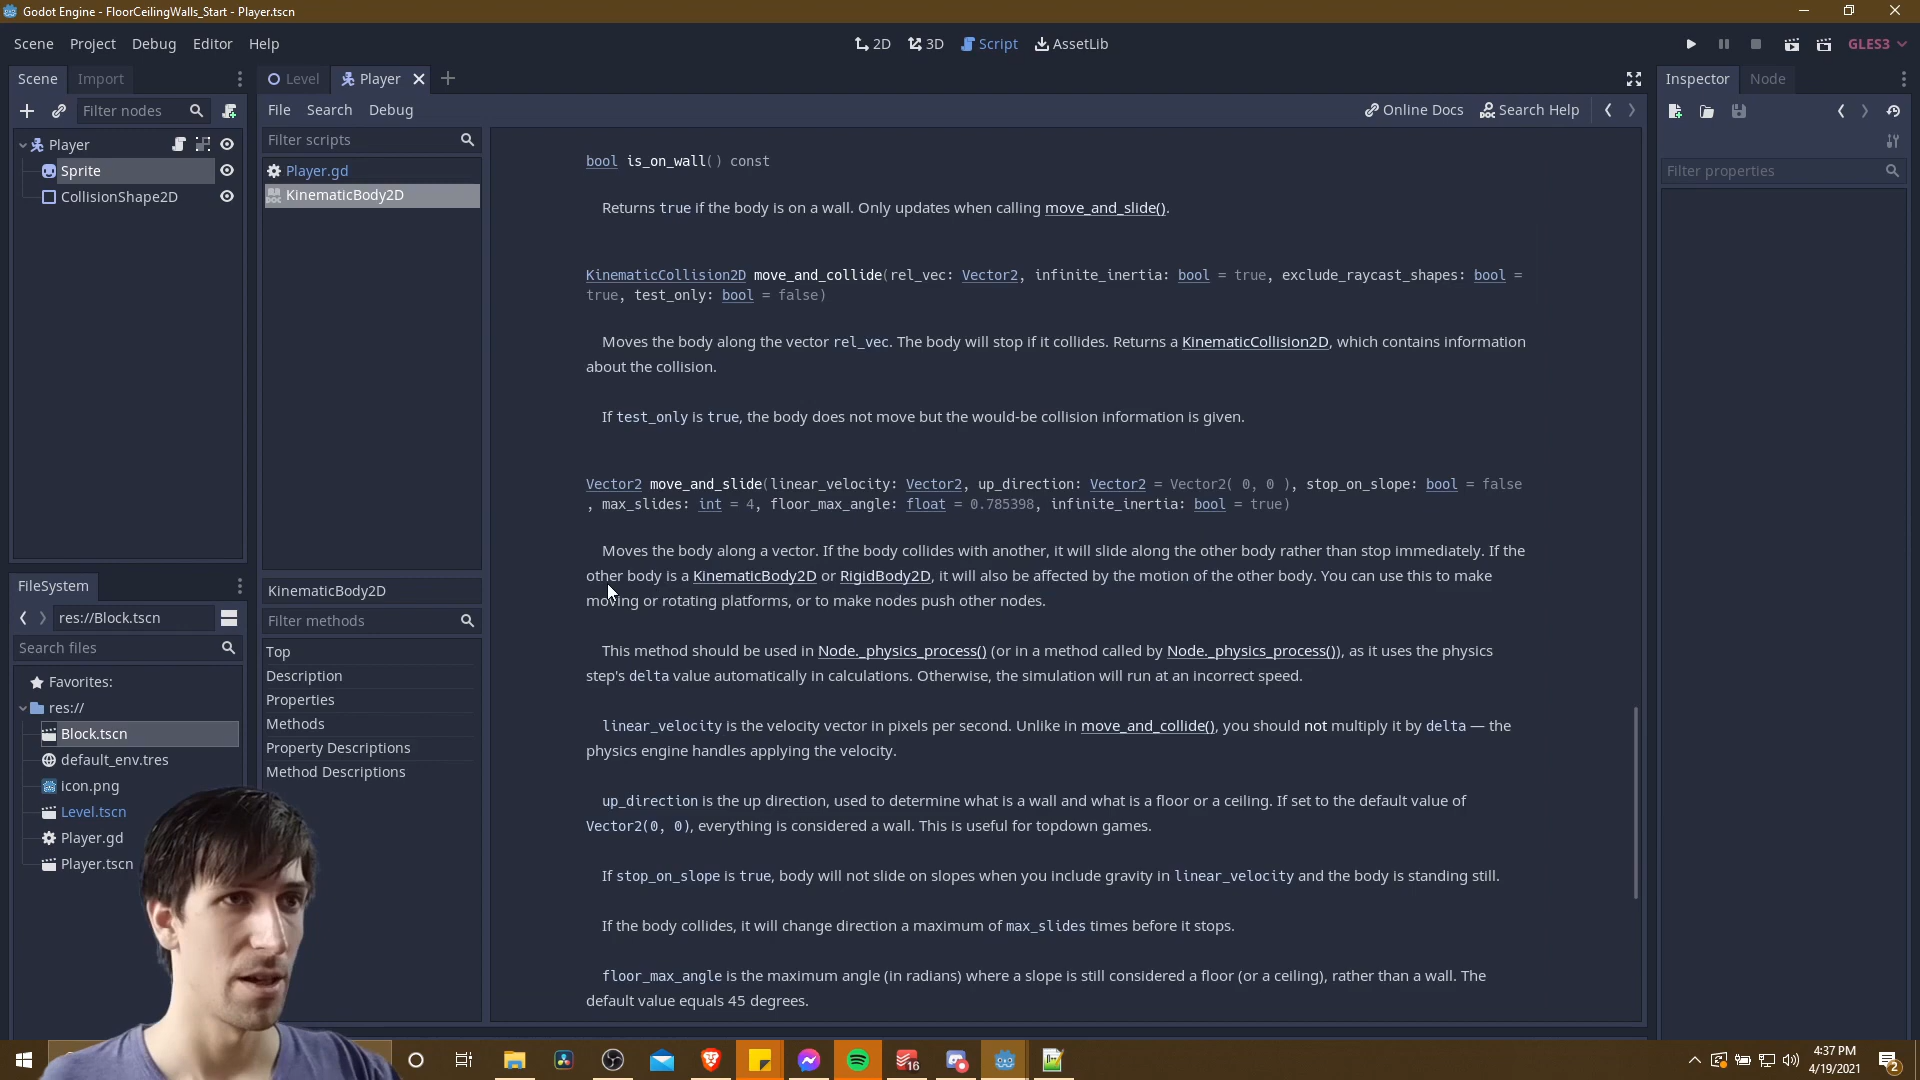 Godot Engine - FloorCeilingWalls_Start - Player.tscn
Scene Project Debug Editor Help
2D 3D Script AssetLib
GLES3
Scene Import
Level Player
Inspector Node
Filter nodes
File Search Debug
Online Docs Search Help
Player
Sprite
CollisionShape2D
Filter scripts
Player.gd
KinematicBody2D
Filter properties
bool is_on_wall() const
Returns true if the body is on a wall. Only updates when calling move_and_slide().
KinematicCollision2D move_and_collide(rel_vec: Vector2, infinite_inertia: bool = true, exclude_raycast_shapes: bool =
true, test_only: bool = false)
Moves the body along the vector rel_vec. The body will stop if it collides. Returns a KinematicCollision2D, which contains information
about the collision.
If test_only is true, the body does not move but the would-be collision information is given.
Vector2 move_and_slide(linear_velocity: Vector2, up_direction: Vector2 = Vector2( 0, 0 ), stop_on_slope: bool = false
, max_slides: int = 4, floor_max_angle: float = 0.785398, infinite_inertia: bool = true)
Moves the body along a vector. If the body collides with another, it will slide along the other body rather than stop immediately. If the
other body is a KinematicBody2D or RigidBody2D, it will also be affected by the motion of the other body. You can use this to make
moving or rotating platforms, or to make nodes push other nodes.
This method should be used in Node._physics_process() (or in a method called by Node._physics_process()), as it uses the physics
step's delta value automatically in calculations. Otherwise, the simulation will run at an incorrect speed.
linear_velocity is the velocity vector in pixels per second. Unlike in move_and_collide(), you should not multiply it by delta — the
physics engine handles applying the velocity.
up_direction is the up direction, used to determine what is a wall and what is a floor or a ceiling. If set to the default value of
Vector2(0, 0), everything is considered a wall. This is useful for topdown games.
If stop_on_slope is true, body will not slide on slopes when you include gravity in linear_velocity and the body is standing still.
If the body collides, it will change direction a maximum of max_slides times before it stops.
floor_max_angle is the maximum angle (in radians) where a slope is still considered a floor (or a ceiling), rather than a wall. The
default value equals 45 degrees.
FileSystem
res://Block.tscn
Search files
Favorites:
res://
Block.tscn
default_env.tres
icon.png
Level.tscn
Player.gd
Player.tscn
KinematicBody2D
Filter methods
Top
Description
Properties
Methods
Property Descriptions
Method Descriptions
16
4:37 PM
4/19/2021
2